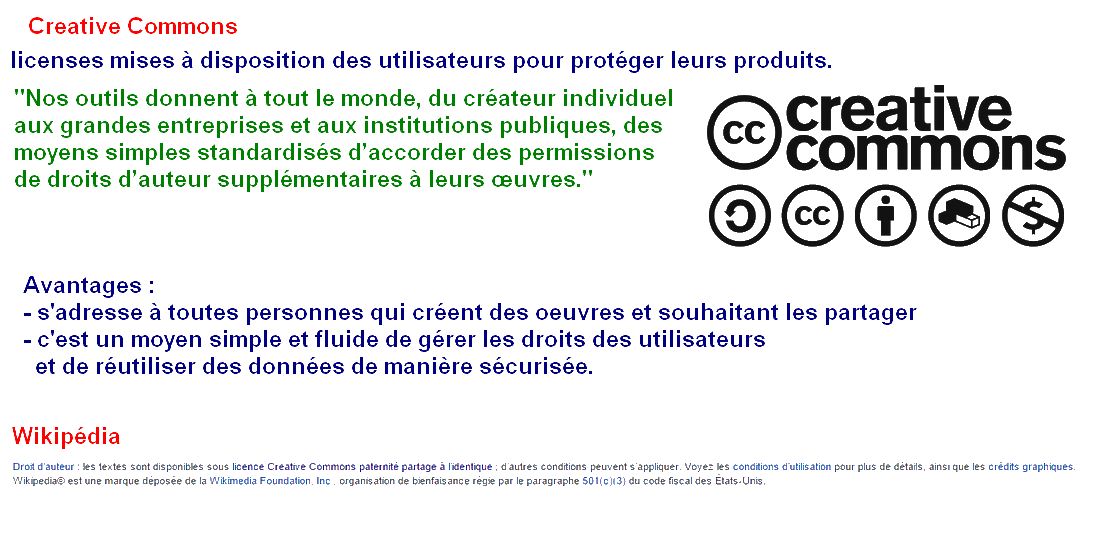 Creative Commons
licenses mises à disposition des utilisateurs pour protéger leurs produits.
"Nos outils donnent à tout le monde, du créateur individuel
aux grandes entreprises et aux institutions publiques, des
moyens simples standardisés d’accorder des permissions
de droits d’auteur supplémentaires à leurs œuvres."
creative
commons
cc
cc
$
Avantages :
- s'adresse à toutes personnes qui créent des oeuvres et souhaitant les partager
- c'est un moyen simple et fluide de gérer les droits des utilisateurs
et de réutiliser des données de manière sécurisée.
Wikipédia
Droit d'auteur : les textes sont disponibles sous licence Creative Commons paternité partage à l'identique ; d'autres conditions peuvent s'appliquer. Voyez les conditions d'utilisation pour plus de détails, ainsi que les crédits graphiques.
Wikipedia® est une marque déposée de la Wikimedia Foundation, Inc., organisation de bienfaisance régie par le paragraphe 501(c)(3) du code fiscal des États-Unis.